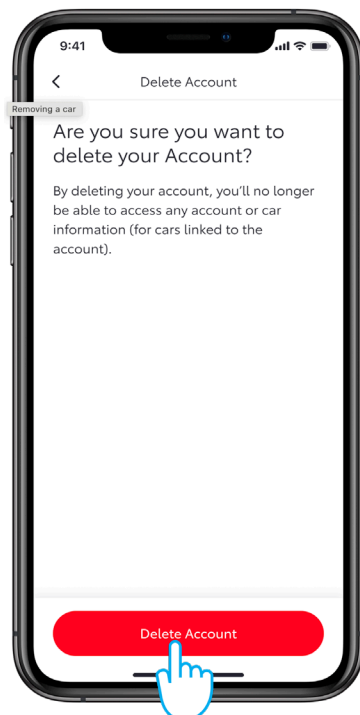 9:41
Delete Account
Removing a car
Are you sure you want to
delete your Account?
By deleting your account, you'll no longer
be able to access any account or car
information (for cars linked to the
account).
Delete Account